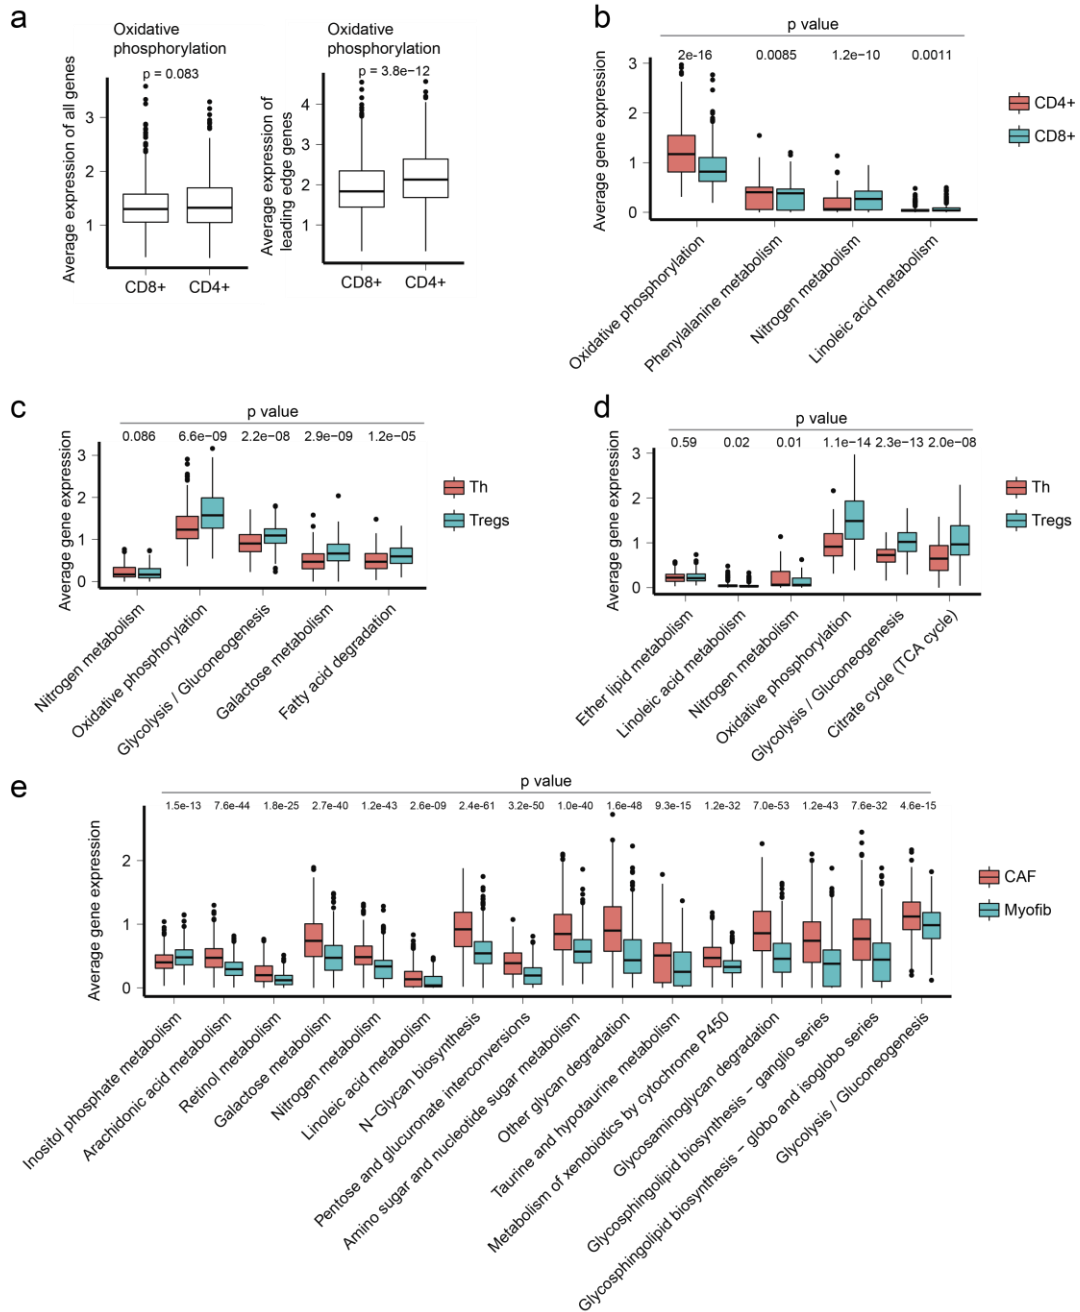 a
Oxidative
phosphorylation
p = 0.083
Average expression of all genes
3
2
1
CD8+ CD4+
Oxidative
phosphorylation
p = 3.8e−12
Average expression of
leading edge genes
4
3
2
1
CD8+ CD4+
b
p value
2e-16 0.0085 1.2e−10 0.0011
Average gene expression
3
2
1
0
Oxidative phosphorylation
Phenylalanine metabolism
Nitrogen metabolism
Linoleic acid metabolism
CD4+
CD8+
c
p value
0.086 6.6e−09 2.2e−08 2.9e−09 1.2e−05
Average gene expression
3
2
1
0
Nitrogen metabolism
Oxidative phosphorylation
Glycolysis / Gluconeogenesis
Galactose metabolism
Fatty acid degradation
Th
Tregs
d
p value
0.59 0.02 0.01 1.1e−14 2.3e−13 2.0e−08
Average gene expression
3
2
1
0
Ether lipid metabolism
Linoleic acid metabolism
Nitrogen metabolism
Oxidative phosphorylation
Glycolysis / Gluconeogenesis
Citrate cycle (TCA cycle)
Th
Tregs
e
p value
1.5e-13 7.6e-44 1.8e-25 2.7e-40 1.2e-43 2.6e-09 2.4e-61 3.2e-50 1.0e-40 1.6e-48 9.3e-15 1.2e-32 7.0e-53 1.2e-43 7.6e-32 4.6e-15
Average gene expression
2
1
0
Inositol phosphate metabolism
Arachidonic acid metabolism
Retinol metabolism
Galactose metabolism
Nitrogen metabolism
Linoleic acid metabolism
N−Glycan biosynthesis
Pentose and glucuronate interconversions
Amino sugar and nucleotide sugar metabolism
Other glycan degradation
Taurine and hypotaurine metabolism
Metabolism of xenobiotics by cytochrome P450
Glycosaminoglycan degradation
Glycosphingolipid biosynthesis − ganglio series
Glycosphingolipid biosynthesis − globo and isoglobo series
Glycolysis / Gluconeogenesis
CAF
Myofib